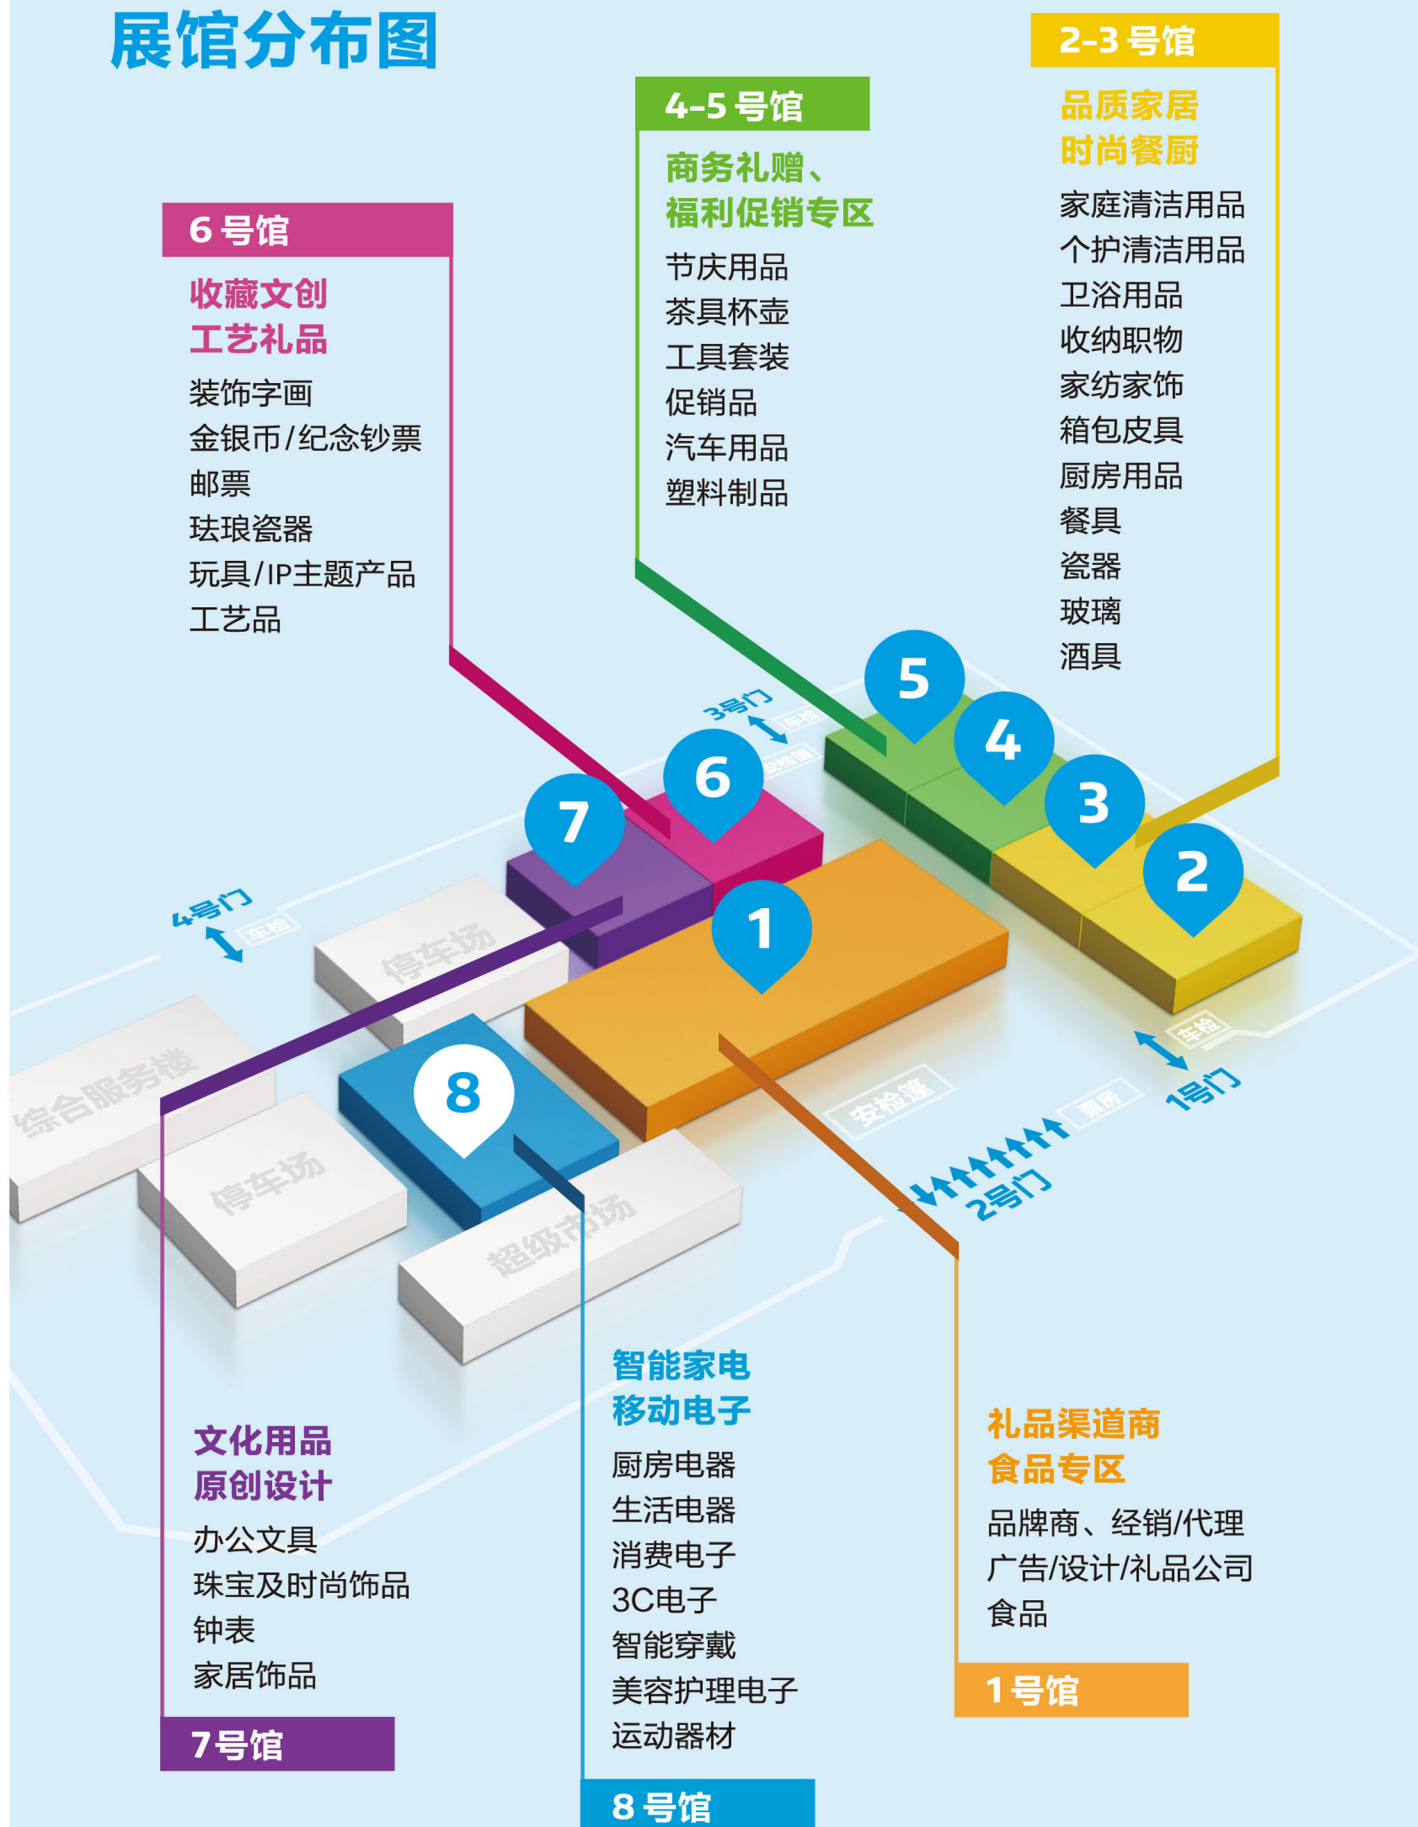 展馆分布图
2-3 号馆
品质家居
时尚餐厨
家庭清洁用品
个护清洁用品
卫浴用品
收纳职物
家纺家饰
箱包皮具
厨房用品
餐具
瓷器
玻璃
酒具
4-5 号馆
商务礼赠、
福利促销专区
节庆用品
茶具杯壶
工具套装
促销品
汽车用品
塑料制品
6 号馆
收藏文创
工艺礼品
装饰字画
金银币/纪念钞票
邮票
珐琅瓷器
玩具/IP主题产品
工艺品
5
4
3
2
6
7
1
8
3号门
车检
安检篷
4号门
车检
停车场
综合服务楼
停车场
超级市场
安检篷
票房
车检
1号门
2号门
文化用品
原创设计
办公文具
珠宝及时尚饰品
钟表
家居饰品
7号馆
智能家电
移动电子
厨房电器
生活电器
消费电子
3C电子
智能穿戴
美容护理电子
运动器材
8 号馆
礼品渠道商
食品专区
品牌商、经销/代理
广告/设计/礼品公司
食品
1号馆